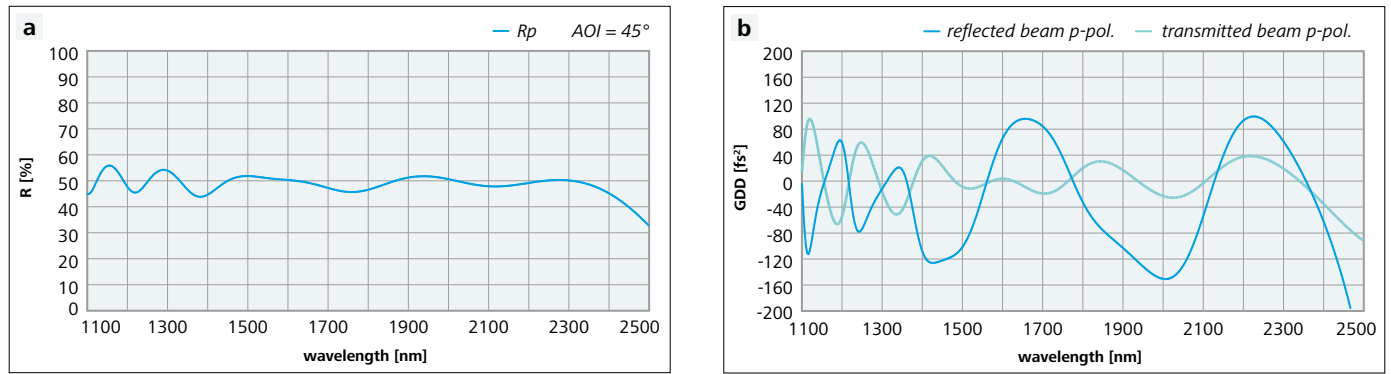 a
Rp AOI = 45°
100
90
80
70
60
50
40
30
20
10
0
R [%]
1100 1300 1500 1700 1900 2100 2300 2500
wavelength [nm]
b
reflected beam p-pol. transmitted beam p-pol.
200
160
120
80
40
0
-40
-80
-120
-160
-200
GDD [fs²]
1100 1300 1500 1700 1900 2100 2300 2500
wavelength [nm]